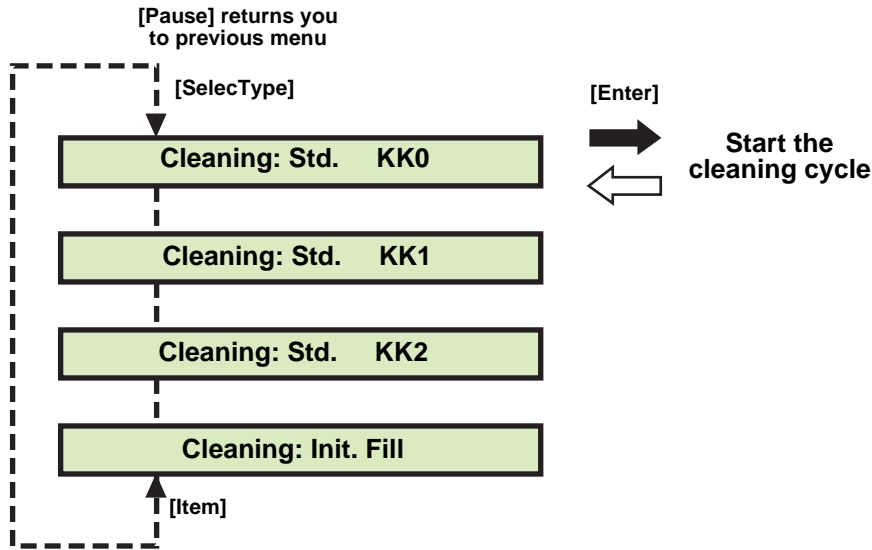 [Pause] returns you
to previous menu
[SelecType]
[Enter]
Cleaning: Std. KK0
Start the
cleaning cycle
Cleaning: Std. KK1
Cleaning: Std. KK2
Cleaning: Init. Fill
[Item]